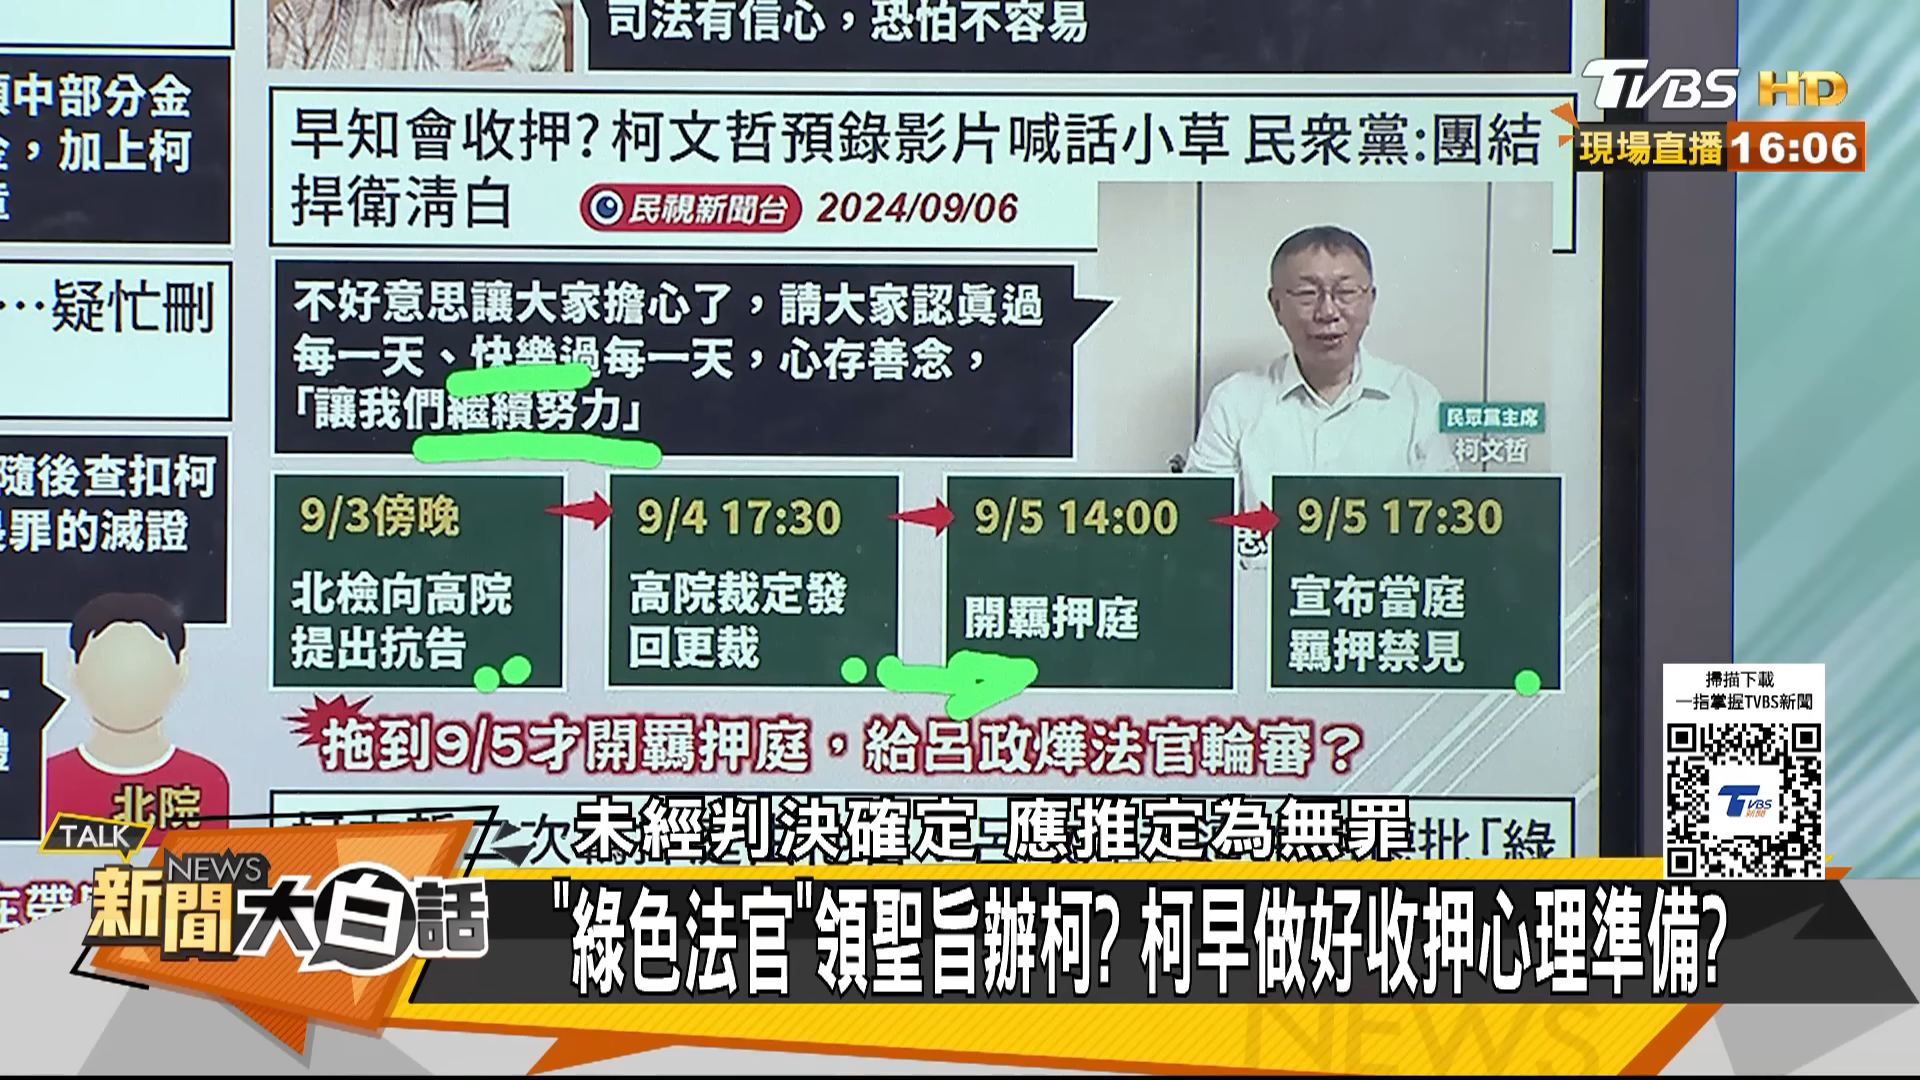 司法有信心，恐怕不容易
TVBS HD
現場直播 16:06
中部分金
，加上柯
早知會收押?柯文哲預錄影片喊話小草 民眾黨:團結
捍衛清白
民視新聞台 2024/09/06
…疑忙刪
不好意思讓大家擔心了，請大家認真過
每一天、快樂過每一天，心存善念，
「讓我們繼續努力」
民眾黨主席
柯文哲
隨後查扣柯
罪的滅證
9/3傍晚
北檢向高院
提出抗告
9/4 17:30
高院裁定發
回更裁
9/5 14:00
開羈押庭
9/5 17:30
宣布當庭
羈押禁見
拖到9/5才開羈押庭，給呂政燁法官輪審？
北院
掃描下載
一指掌握TVBS新聞
TVBS
新聞
未經判決確定 應推定為無罪
批「綠
TALK
NEWS
新聞大白話
"綠色法官"領聖旨辦柯? 柯早做好收押心理準備?
NEWS